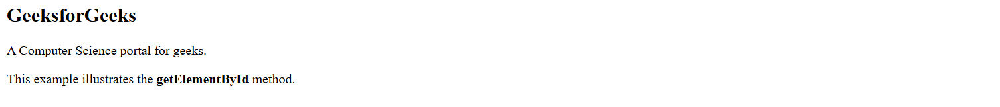 GeeksforGeeks
A Computer Science portal for geeks.
This example illustrates the getElementById method.